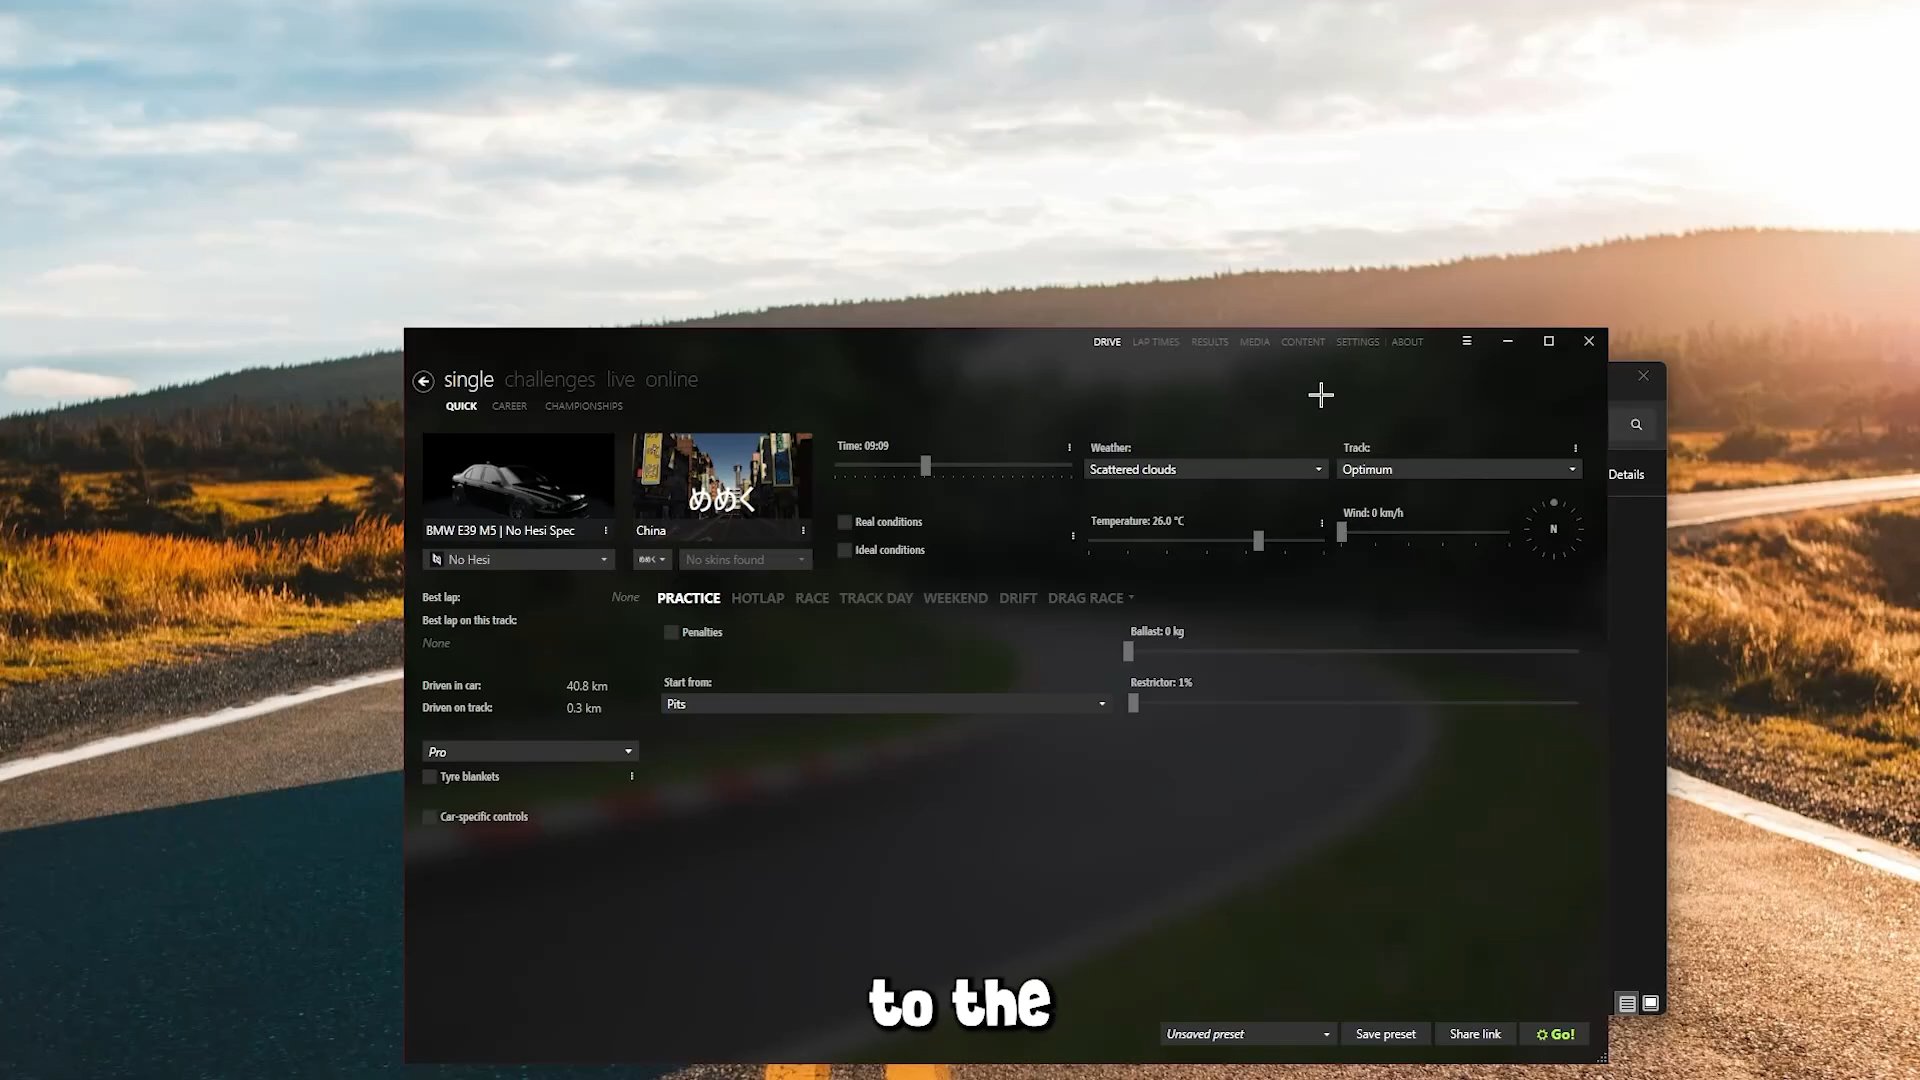 DRIVE LAP TIMES RESULTS MEDIA CONTENT SETTINGS | ABOUT
single challenges live online
QUICK CAREER CHAMPIONSHIPS
Time: 09:09
Weather:
Track:
Scattered clouds
Optimum
Details
めめく
Real conditions
Temperature: 26.0 °C
Wind: 0 km/h
N
BMW E39 M5 | No Hesi Spec
China
Ideal conditions
No Hesi
めめく
No skins found
Best lap: None
PRACTICE HOTLAP RACE TRACK DAY WEEKEND DRIFT DRAG RACE
Best lap on this track:
None
Penalties
Ballast: 0 kg
Driven in car: 40.8 km
Start from:
Restrictor: 1%
Driven on track: 0.3 km
Pits
Pro
Tyre blankets
Car-specific controls
to the
Unsaved preset
Save preset
Share link
Go!